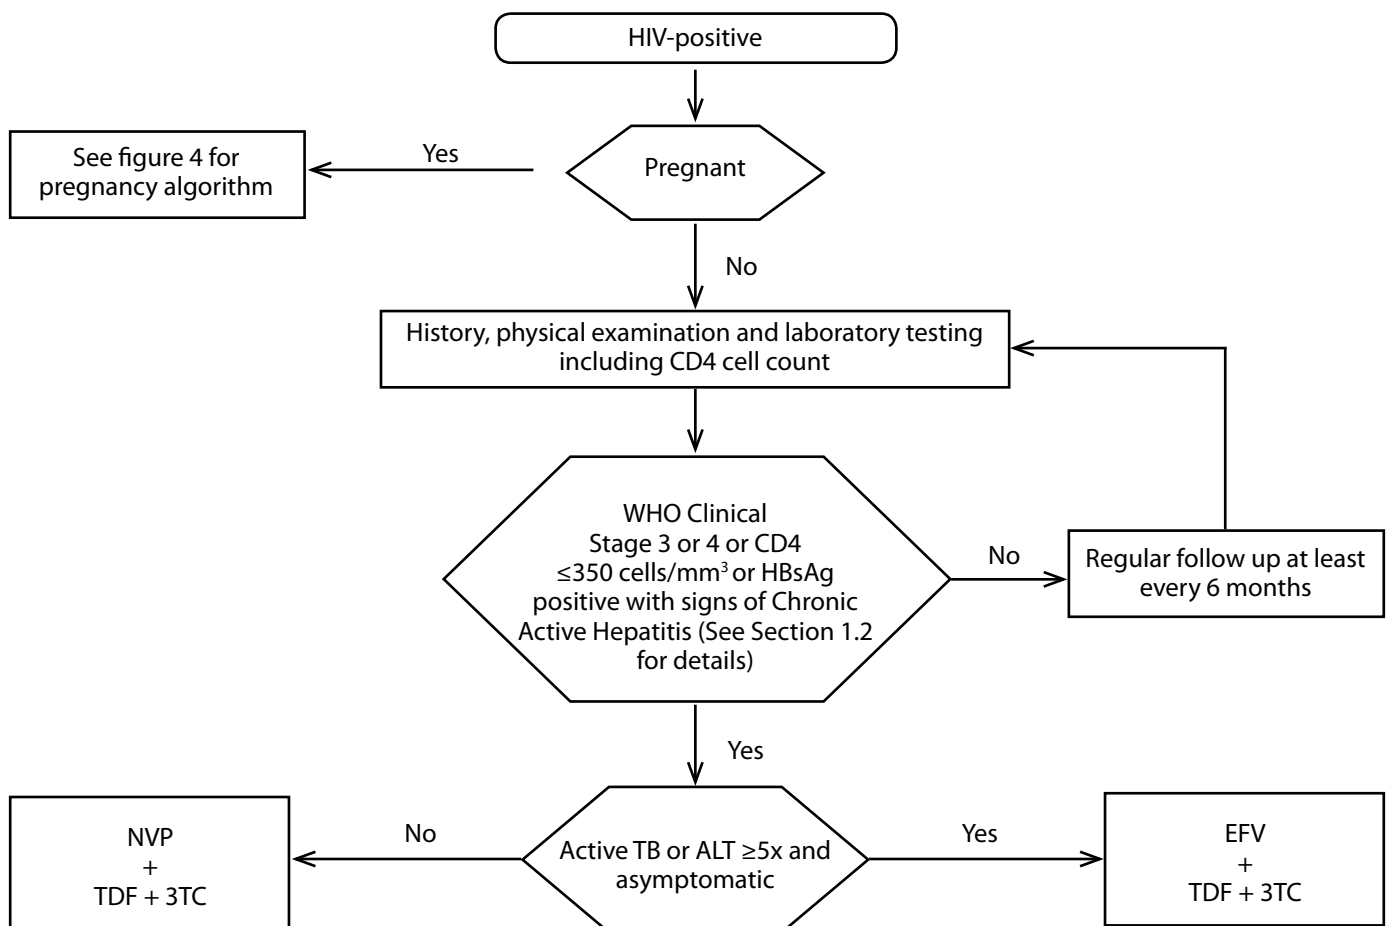 HIV-positive
Yes
See figure 4 for
pregnancy algorithm
Pregnant
No
History, physical examination and laboratory testing
including CD4 cell count
WHO Clinical
Stage 3 or 4 or CD4
≤350 cells/mm³ or HBsAg
positive with signs of Chronic
Active Hepatitis (See Section 1.2
for details)
No
Regular follow up at least
every 6 months
Yes
Active TB or ALT ≥5x and
asymptomatic
No
NVP
+
TDF + 3TC
Yes
EFV
+
TDF + 3TC